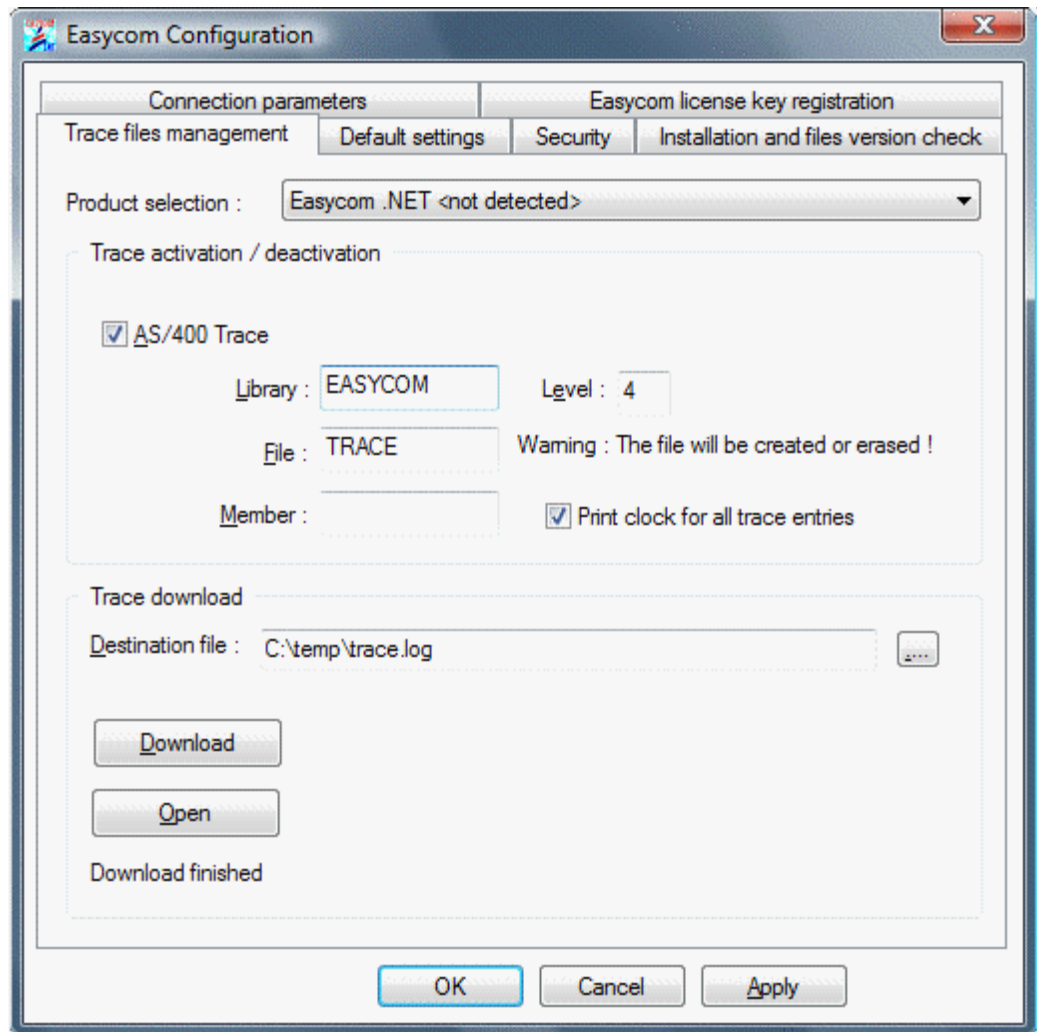 Easycom Configuration
Connection parameters
Easycom license key registration
Trace files management
Default settings
Security
Installation and files version check
Product selection :
Easycom .NET <not detected>
Trace activation / deactivation
AS/400 Trace
Library :
EASYCOM
Level :
4
File :
TRACE
Warning : The file will be created or erased !
Member :
Print clock for all trace entries
Trace download
Destination file :
C:\temp\trace.log
....
Download
Open
Download finished
OK
Cancel
Apply